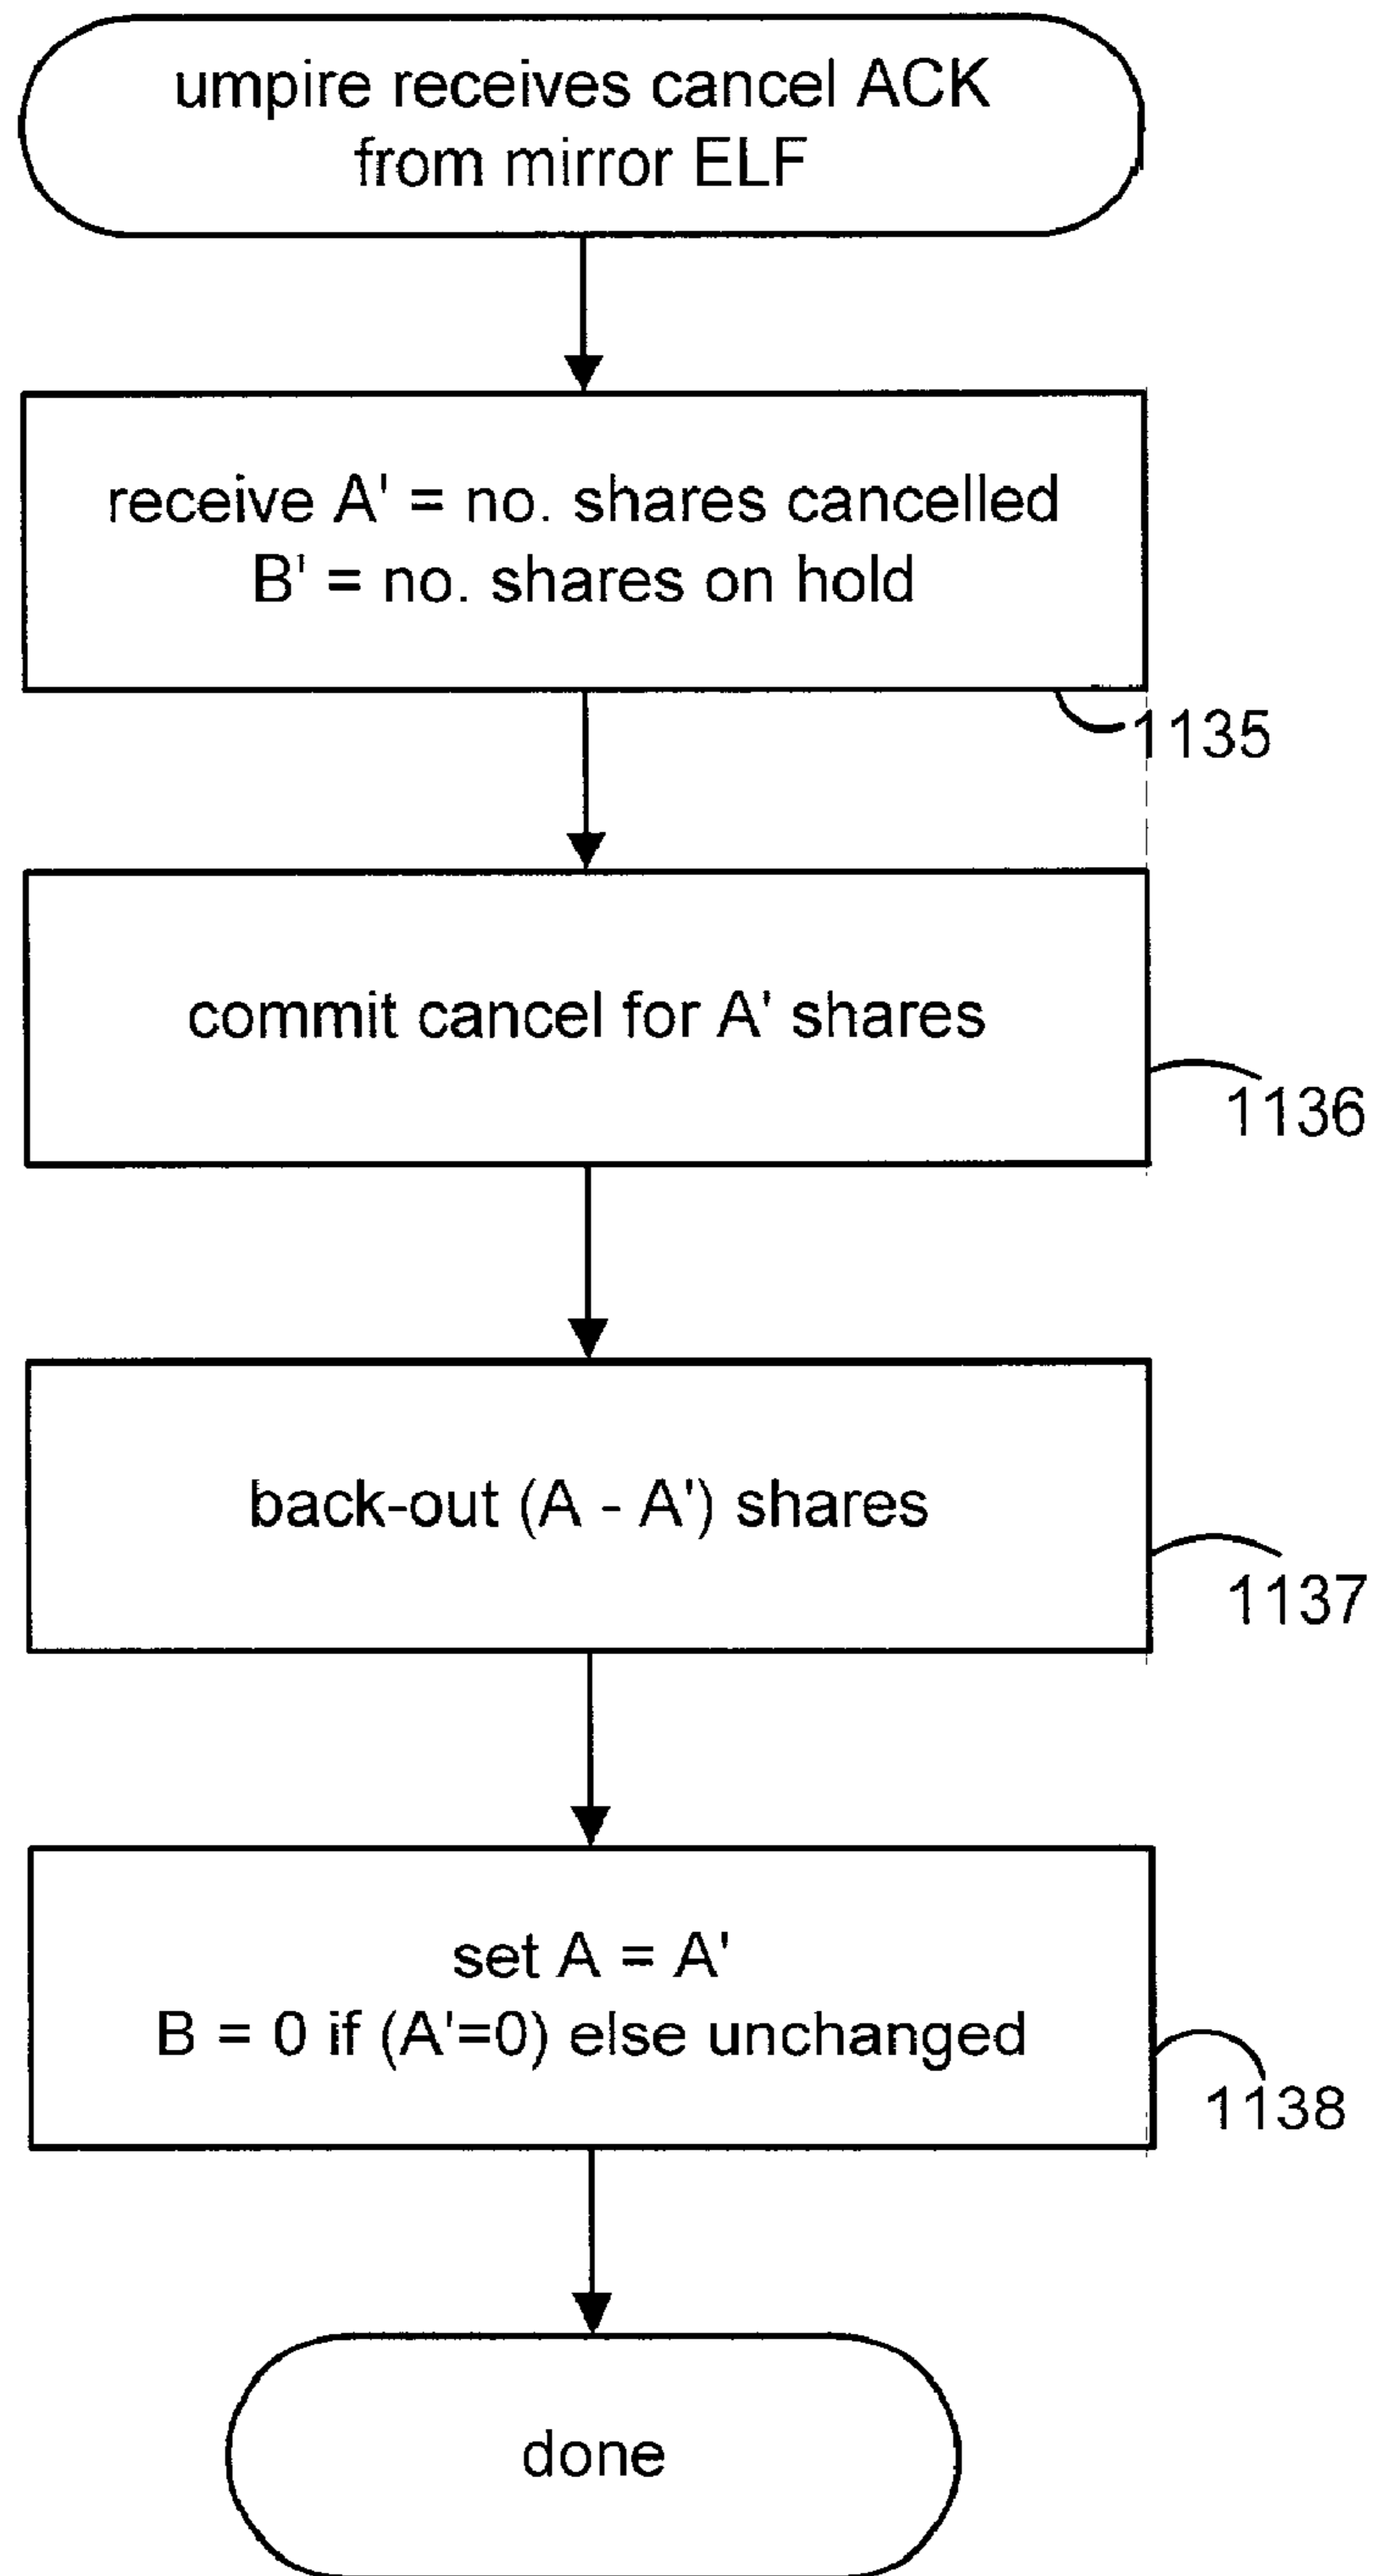 umpire receives cancel ACK
from mirror ELF
receive A' = no. shares cancelled
B' = no. shares on hold
1135
commit cancel for A' shares
1136
back-out (A - A') shares
1137
set A = A'
B = 0 if (A'=0) else unchanged
1138
done